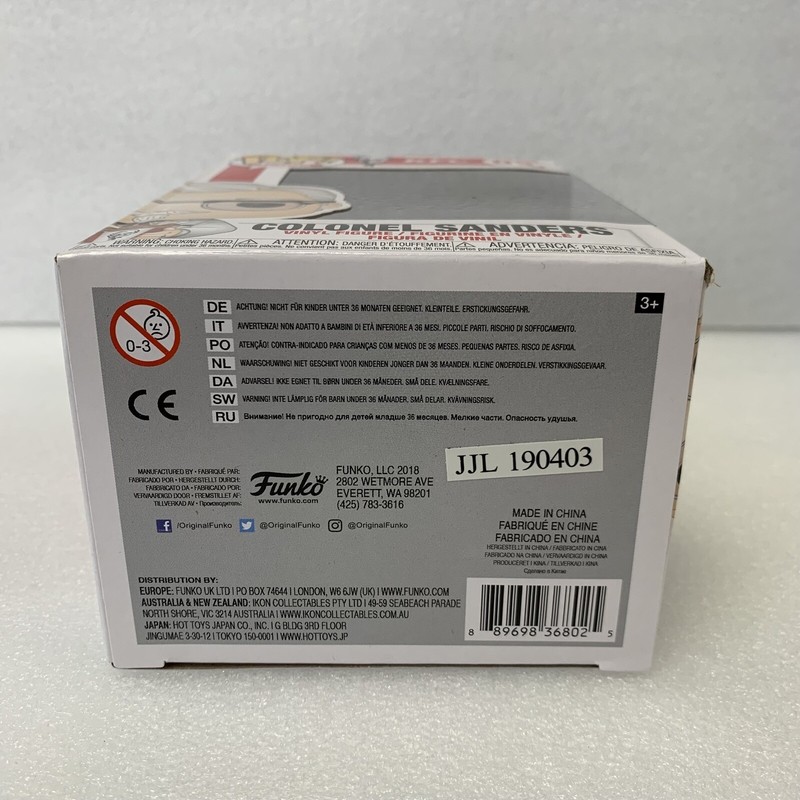 COLONEL SANDERS
VINYL FIGURE / FIGURINE EN VINYLE /
FIGURA DE VINIL
WARNING: CHOKING HAZARD
ATTENTION: DANGER D'ÉTOUFFEMENT.
ADVERTENCIA: PELIGRO DE ASFIXIA
3+
0-3
CE
DE ACHTUNG! NICHT FÜR KINDER UNTER 36 MONATEN GEEIGNET. KLEINTEILE. ERSTICKUNGSGEFAHR.
IT AVVERTENZA! NON ADATTO A BAMBINI DI ETÀ INFERIORE A 36 MESI. PICCOLE PARTI. RISCHIO DI SOFFOCAMENTO.
PO ATENÇÃO! CONTRA-INDICADO PARA CRIANÇAS COM MENOS DE 36 MESES. PEQUENAS PARTES. RISCO DE ASFIXIA.
NL WAARSCHUWING! NIET GESCHIKT VOOR KINDEREN JONGER DAN 36 MAANDEN. KLEINE ONDERDELEN. VERSTIKKINGSGEVAAR.
DA ADVARSEL! IKKE EGNET TIL BØRN UNDER 36 MÅNEDER. SMÅ DELE. KVÆLNINGSFARE.
SW VARNING! INTE LÄMPLIG FÖR BARN UNDER 36 MÅNADER. SMÅ DELAR. KVÄVNINGSRISK.
RU Внимание! Не пригодно для детей младше 36 месяцев. Мелкие части. Опасность удушья.
JJL 190403
MANUFACTURED BY • FABRIQUÉ PAR:
FABRICADO POR • HERGESTELLT DURCH:
FABBRICATO DA • FABRICADO POR:
VERVAARDIGD DOOR • FREMSTILLET AF:
TILLVERKAD AV • Производитель:
Funko
www.funko.com
FUNKO, LLC 2018
2802 WETMORE AVE
EVERETT, WA 98201
(425) 783-3616
/OriginalFunko @OriginalFunko @OriginalFunko
MADE IN CHINA
FABRIQUÉ EN CHINE
FABRICADO EN CHINA
HERGESTELLT IN CHINA / FABBRICATO IN CINA
FABRICADO NA CHINA / VERVAARDIGD IN CHINA
PRODUCERET I KINA / TILLVERKAD I KINA
Сделано в Китае
DISTRIBUTION BY:
EUROPE: FUNKO UK LTD | PO BOX 74644 | LONDON, W6 6JW (UK) | WWW.FUNKO.COM
AUSTRALIA & NEW ZEALAND: IKON COLLECTABLES PTY LTD | 49-59 SEABEACH PARADE
NORTH SHORE, VIC 3214 AUSTRALIA | WWW.IKONCOLLECTABLES.COM.AU
JAPAN: HOT TOYS JAPAN CO., INC. | G BLDG 3RD FLOOR
JINGUMAE 3-30-12 | TOKYO 150-0001 | WWW.HOTTOYS.JP
8 89698 36802 5